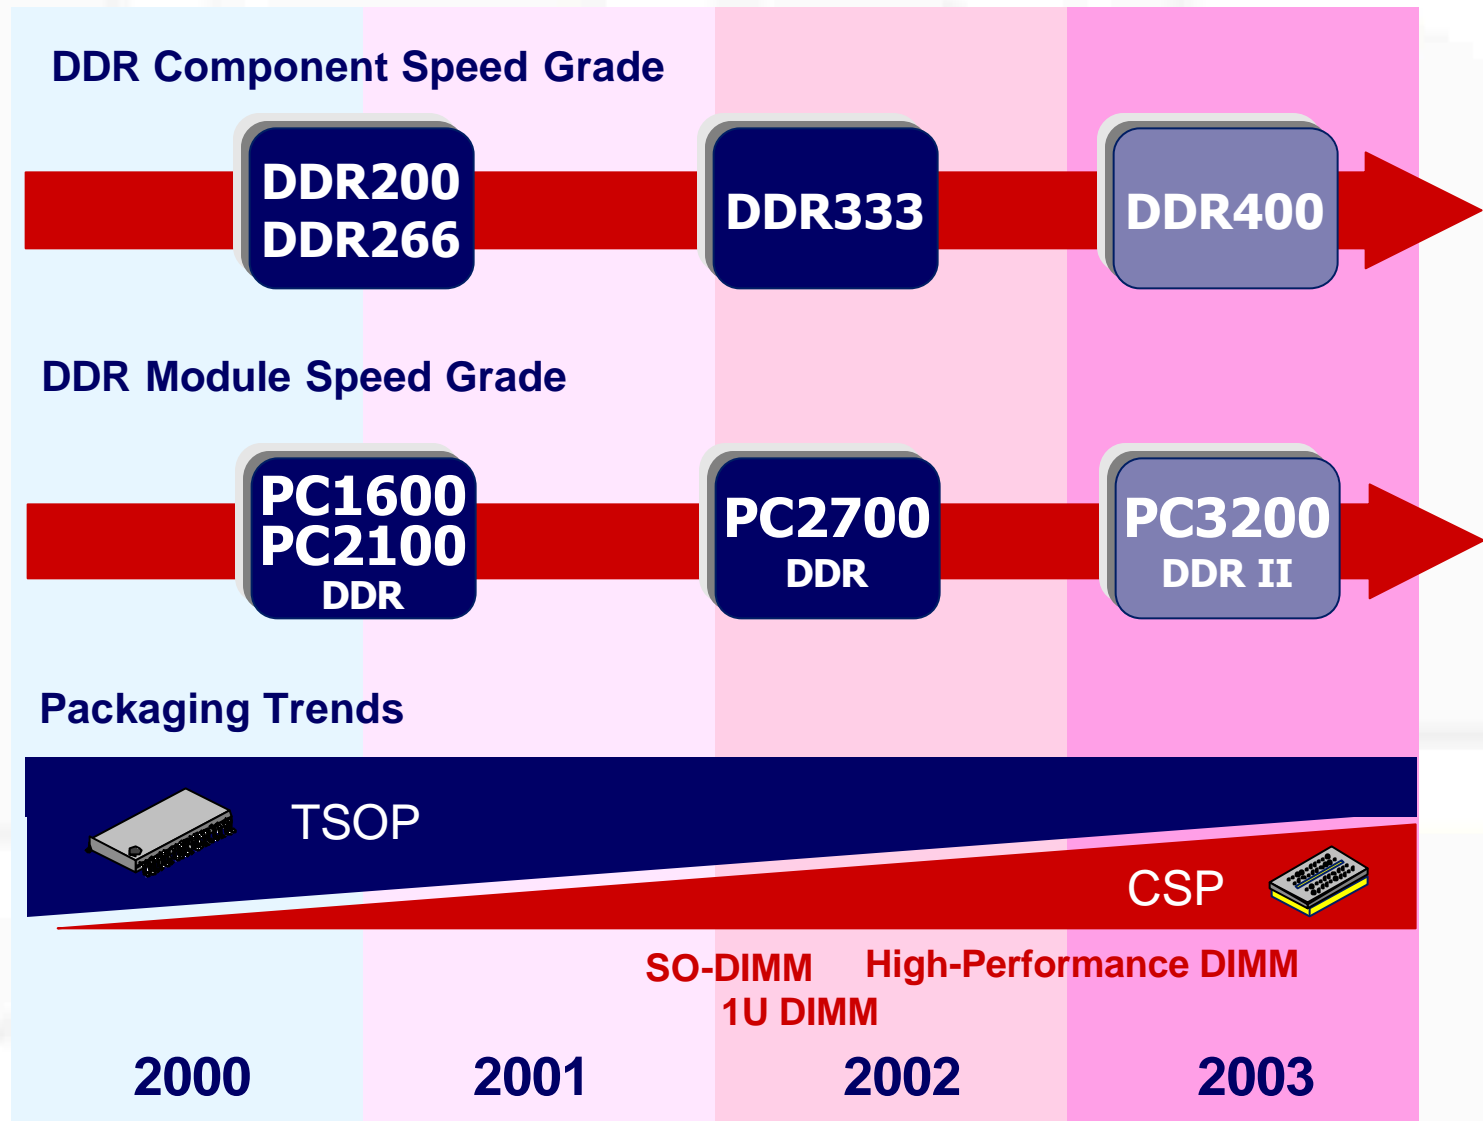 DDR Component Speed Grade
DDR200
DDR266
DDR333
DDR400
DDR Module Speed Grade
PC1600
PC2100
DDR
PC2700
DDR
PC3200
DDR II
Packaging Trends
TSOP
CSP
SO-DIMM
High-Performance DIMM
1U DIMM
2000
2001
2002
2003